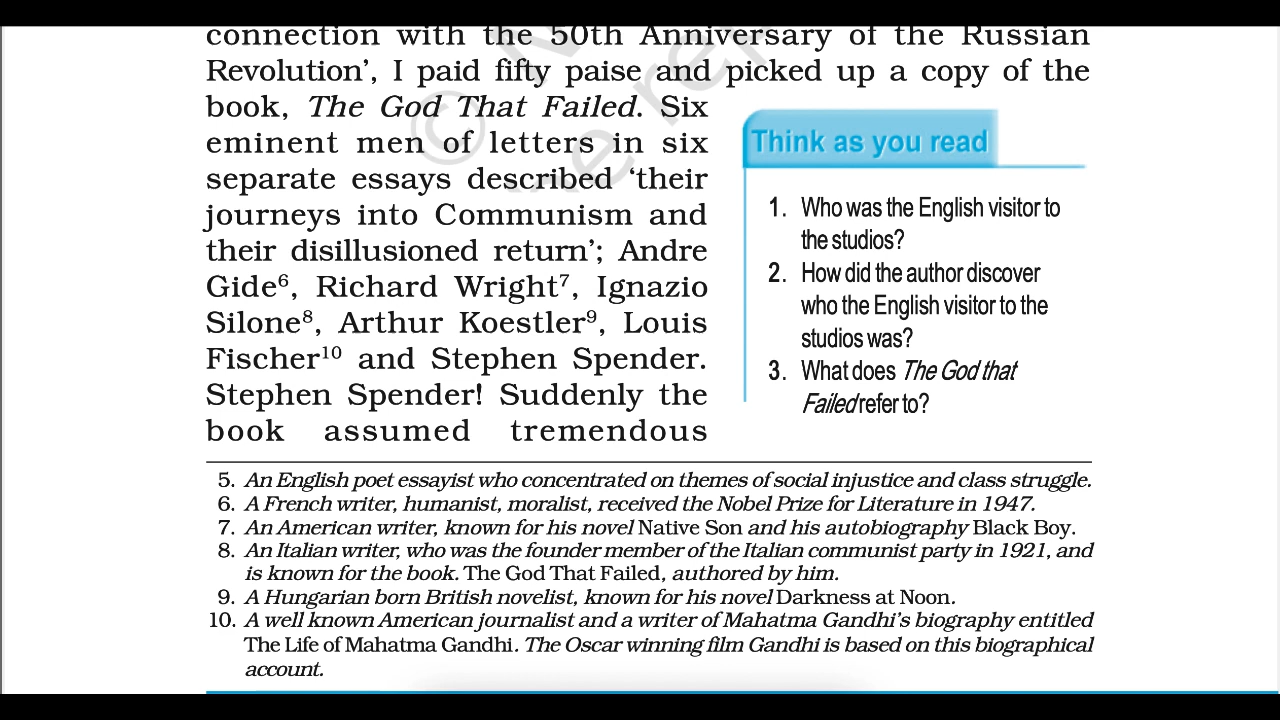 connection with the 50th Anniversary of the Russian
Revolution’, I paid fifty paise and picked up a copy of the
book, The God That Failed. Six
eminent men of letters in six
separate essays described ‘their
journeys into Communism and
their disillusioned return’; Andre
Gide⁶, Richard Wright⁷, Ignazio
Silone⁸, Arthur Koestler⁹, Louis
Fischer¹⁰ and Stephen Spender.
Stephen Spender! Suddenly the
book assumed tremendous
Think as you read
1. Who was the English visitor to
the studios?
2. How did the author discover
who the English visitor to the
studios was?
3. What does The God that
Failed refer to?
5. An English poet essayist who concentrated on themes of social injustice and class struggle.
6. A French writer, humanist, moralist, received the Nobel Prize for Literature in 1947.
7. An American writer, known for his novel Native Son and his autobiography Black Boy.
8. An Italian writer, who was the founder member of the Italian communist party in 1921, and
is known for the book. The God That Failed, authored by him.
9. A Hungarian born British novelist, known for his novel Darkness at Noon.
10. A well known American journalist and a writer of Mahatma Gandhi’s biography entitled
The Life of Mahatma Gandhi. The Oscar winning film Gandhi is based on this biographical
account.